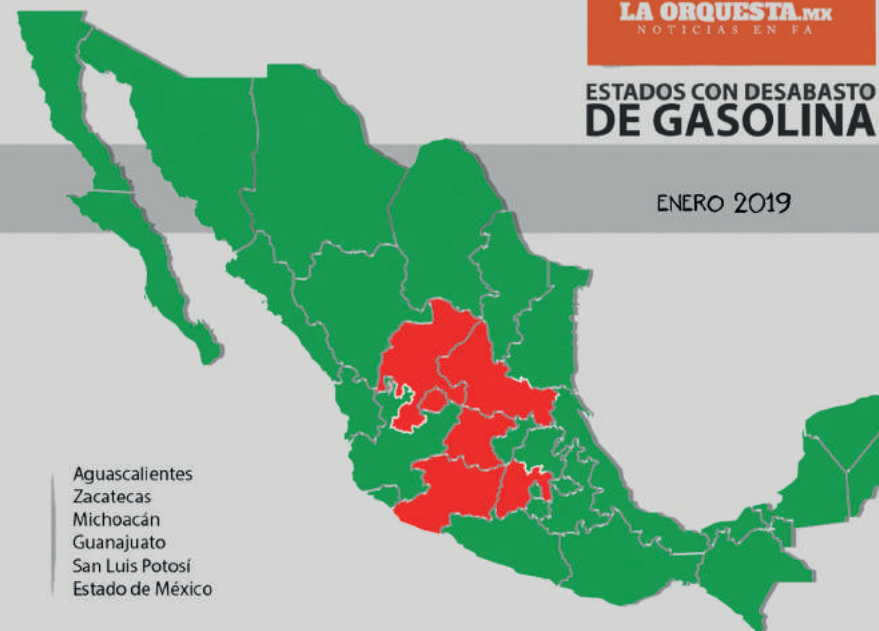 LA ORQUESTA.MX
NOTICIAS EN FA
ESTADOS CON DESABASTO
DE GASOLINA
ENERO 2019
Aguascalientes
Zacatecas
Michoacán
Guanajuato
San Luis Potosí
Estado de México